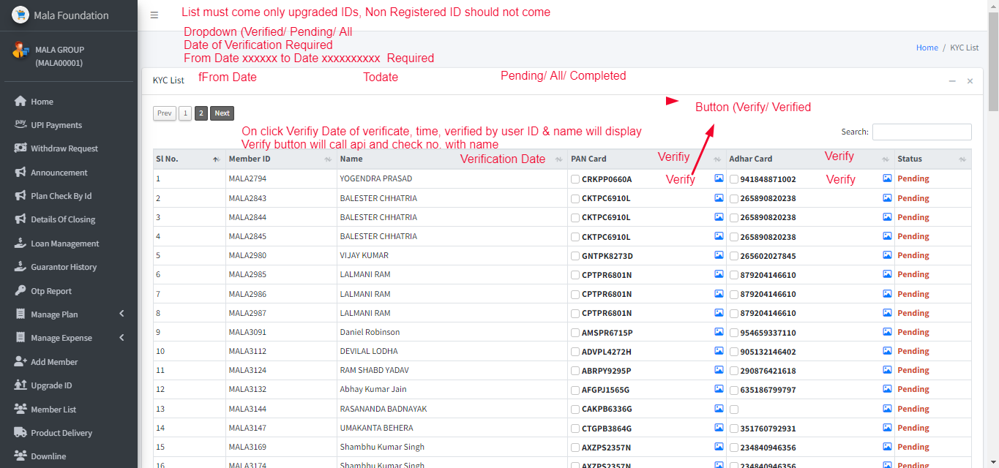 Mala Foundation
MALA GROUP
(MALA00001)
Home
UPI Payments
Withdraw Request
Announcement
Plan Check By Id
Details Of Closing
Loan Management
Guarantor History
Otp Report
Manage Plan
Manage Expense
Add Member
Upgrade ID
Member List
Product Delivery
Downline
List must come only upgraded IDs, Non Registered ID should not come
Dropdown (Verified/ Pending/ All
Date of Verification Required
From Date xxxxxx to Date xxxxxxxxxx Required
Home / KYC List
KYC List fFrom Date Todate Pending/ All/ Completed
Button (Verify/ Verified
Prev 1 2 Next
On click Verifiy Date of verificate, time, verified by user ID & name will display
Verify button will call api and check no. with name
Search:
Sl No. Member ID Name Verification Date PAN Card Verifiy Adhar Card Verify Status
1 MALA2794 YOGENDRA PRASAD CRKPP0660A Verify 941848871002 Verify Pending
2 MALA2843 BALESTER CHHATRIA CKTPC6910L 265890820238 Pending
3 MALA2844 BALESTER CHHATRIA CKTPC6910L 265890820238 Pending
4 MALA2845 BALESTER CHHATRIA CKTPC6910L 265890820238 Pending
5 MALA2980 VIJAY KUMAR GNTPK8273D 265602027845 Pending
6 MALA2985 LALMANI RAM CPTPR6801N 879204146610 Pending
7 MALA2986 LALMANI RAM CPTPR6801N 879204146610 Pending
8 MALA2987 LALMANI RAM CPTPR6801N 879204146610 Pending
9 MALA3091 Daniel Robinson AMSPR6715P 954659337110 Pending
10 MALA3112 DEVILAL LODHA ADVPL4272H 905132146402 Pending
11 MALA3124 RAM SHABD YADAV ABRPY9295P 290876421618 Pending
12 MALA3132 Abhay Kumar Jain AFGPJ1565G 635186799797 Pending
13 MALA3144 RASANANDA BADNAYAK CAKPB6336G Pending
14 MALA3147 UMAKANTA BEHERA CTGPB3864G 351760792931 Pending
15 MALA3169 Shambhu Kumar Singh AXZPS2357N 234840946356 Pending
16 MALA3174 Shambhu Kumar Singh AXZPS2357N 234840946356 Pending